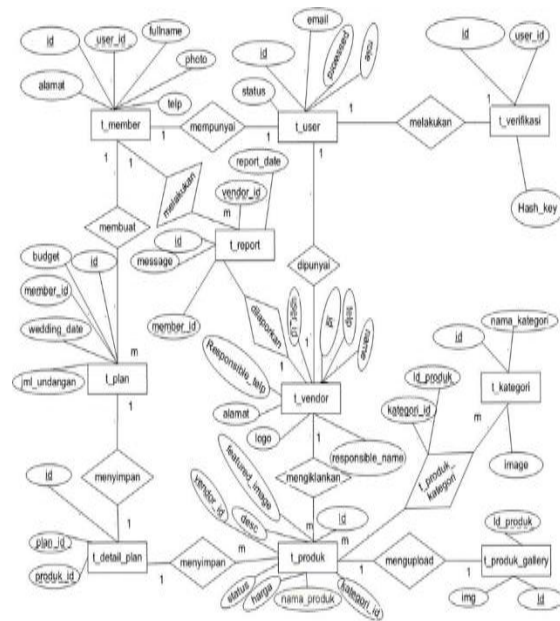 email
fullname
id
user_id
id
user_id
id
password
role
alamat
photo
status
telp
t_member
1
mempunyai
1
t_user
1
melakukan
1
t_verifikasi
1
1
1
report_date
melakukan
vendor_id
Hash_key
membuat
m
id
t_report
budget
id
message
dipunyai
member_id
member_id
dilaporkan
user_id
id
telp
name
nama_kategori
wedding_date
id
m
1
1
Responsible_telp
Id_produk
jml_undangan
t_plan
t_vendor
t_kategori
alamat
kategori_id
m
1
logo
1
responsible_name
image
featured_image
t_produk_kategori
menyimpan
mengiklankan
id
vendor_id
desc
id
1
m
m
Id_produk
plan_id
t_detail_plan
1
menyimpan
m
t_produk
1
mengupload
1
t_produk_gallery
produk_id
status
harga
nama_produk
kategori_id
img
Id